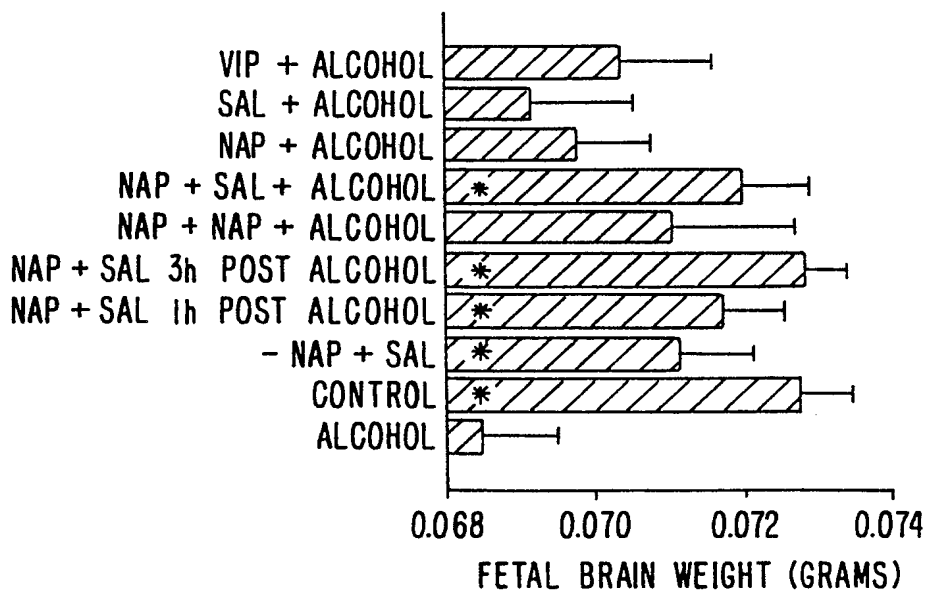 VIP + ALCOHOL
SAL + ALCOHOL
NAP + ALCOHOL
NAP + SAL + ALCOHOL
*
NAP + NAP + ALCOHOL
NAP + SAL 3h POST ALCOHOL
*
NAP + SAL 1h POST ALCOHOL
*
- NAP + SAL
*
CONTROL
*
ALCOHOL
0.068 0.070 0.072 0.074
FETAL BRAIN WEIGHT (GRAMS)